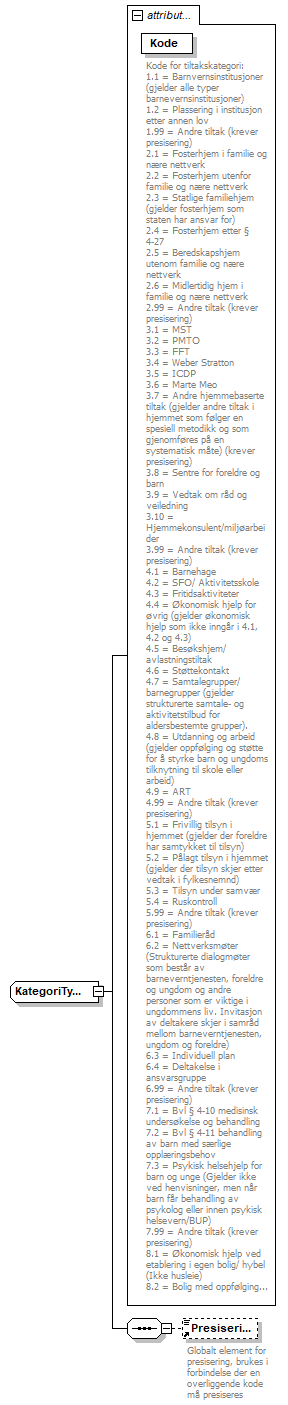 attribut...
Kode
Kode for tiltakskategori:
1.1 = Barnvernsinstitusjoner
(gjelder alle typer
barnevernsinstitusjoner)
1.2 = Plassering i institusjon
etter annen lov
1.99 = Andre tiltak (krever
presisering)
2.1 = Fosterhjem i familie og
nære nettverk
2.2 = Fosterhjem utenfor
familie og nære nettverk
2.3 = Statlige familiehjem
(gjelder fosterhjem som
staten har ansvar for)
2.4 = Fosterhjem etter §
4-27
2.5 = Beredskapshjem
utenom familie og nære
nettverk
2.6 = Midlertidig hjem i
familie og nære nettverk
2.99 = Andre tiltak (krever
presisering)
3.1 = MST
3.2 = PMTO
3.3 = FFT
3.4 = Weber Stratton
3.5 = ICDP
3.6 = Marte Meo
3.7 = Andre hjemmebaserte
tiltak (gjelder andre tiltak i
hjemmet som følger en
spesiell metodikk og som
gjenomføres på en
systematisk måte) (krever
presisering)
3.8 = Sentre for foreldre og
barn
3.9 = Vedtak om råd og
veiledning
3.10 =
Hjemmekonsulent/miljøarbei
der
3.99 = Andre tiltak (krever
presisering)
4.1 = Barnehage
4.2 = SFO/ Aktivitetsskole
4.3 = Fritidsaktiviteter
4.4 = Økonomisk hjelp for
øvrig (gjelder økonomisk
hjelp som ikke inngår i 4.1,
4.2 og 4.3)
4.5 = Besøkshjem/
avlastningstiltak
4.6 = Støttekontakt
4.7 = Samtalegrupper/
barnegrupper (gjelder
strukturerte samtale- og
aktivitetstilbud for
aldersbestemte grupper).
4.8 = Utdanning og arbeid
(gjelder oppfølging og støtte
for å styrke barn og ungdoms
tilknytning til skole eller
arbeid)
4.9 = ART
4.99 = Andre tiltak (krever
presisering)
5.1 = Frivillig tilsyn i
hjemmet (gjelder der foreldre
har samtykket til tilsyn)
5.2 = Pålagt tilsyn i hjemmet
(gjelder der tilsyn skjer etter
vedtak i fylkesnemnd)
5.3 = Tilsyn under samvær
5.4 = Ruskontroll
5.99 = Andre tiltak (krever
presisering)
6.1 = Familieråd
6.2 = Nettverksmøter
(Strukturerte dialogmøter
som består av
barneverntjenesten, foreldre
og ungdom og andre
personer som er viktige i
ungdommens liv. Invitasjon
av deltakere skjer i samråd
mellom barneverntjenesten,
ungdom og foreldre)
6.3 = Individuell plan
6.4 = Deltakelse i
ansvarsgruppe
6.99 = Andre tiltak (krever
presisering)
7.1 = Bvl § 4-10 medisinsk
undersøkelse og behandling
7.2 = Bvl § 4-11 behandling
av barn med særlige
opplæringsbehov
7.3 = Psykisk helsehjelp for
barn og unge (Gjelder ikke
ved henvisninger, men når
barn får behandling av
psykolog eller innen psykisk
helsevern/BUP)
7.99 = Andre tiltak (krever
presisering)
8.1 = Økonomisk hjelp ved
etablering i egen bolig/ hybel
(Ikke husleie)
8.2 = Bolig med oppfølging...
KategoriTy...
Presiseri...
Globalt element for
presisering, brukes i
forbindelse der en
overliggende kode
må presiseres